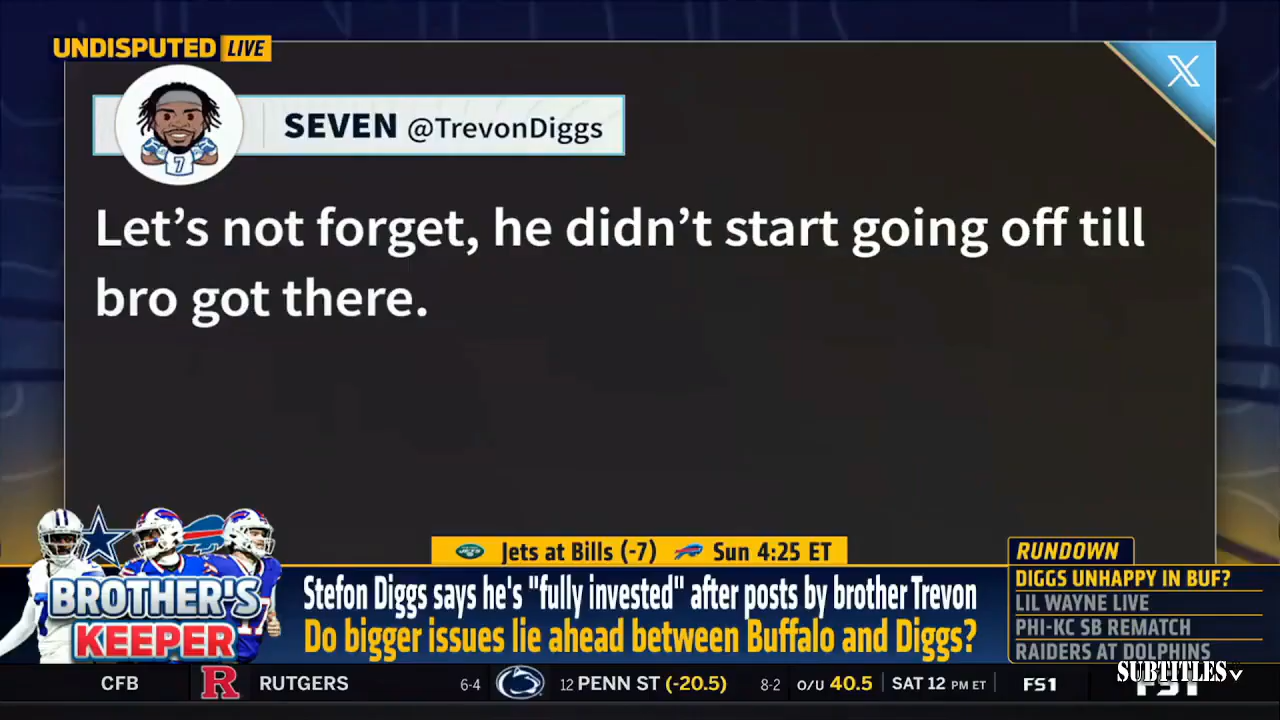 UNDISPUTED LIVE
X
SEVEN @TrevonDiggs
7
Let's not forget, he didn't start going off till
bro got there.
Jets at Bills (-7) Sun 4:25 ET
BROTHER'S
KEEPER
Stefon Diggs says he's "fully invested" after posts by brother Trevon
Do bigger issues lie ahead between Buffalo and Diggs?
RUNDOWN
DIGGS UNHAPPY IN BUF?
LIL WAYNE LIVE
PHI-KC SB REMATCH
RAIDERS AT DOLPHINS
CFB R RUTGERS 6-4 12 PENN ST (-20.5) 8-2 O/U 40.5 SAT 12 PM ET FS1
SUBTITLES
FS1